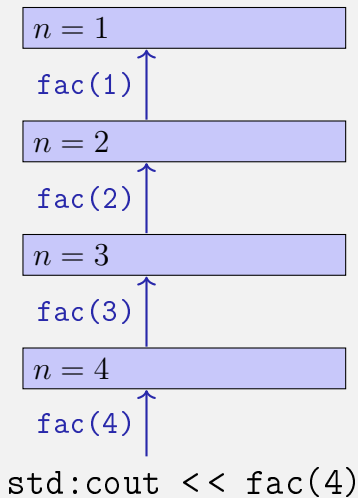 n = 1
fac(1)
n = 2
fac(2)
n = 3
fac(3)
n = 4
fac(4)
std:cout << fac(4)